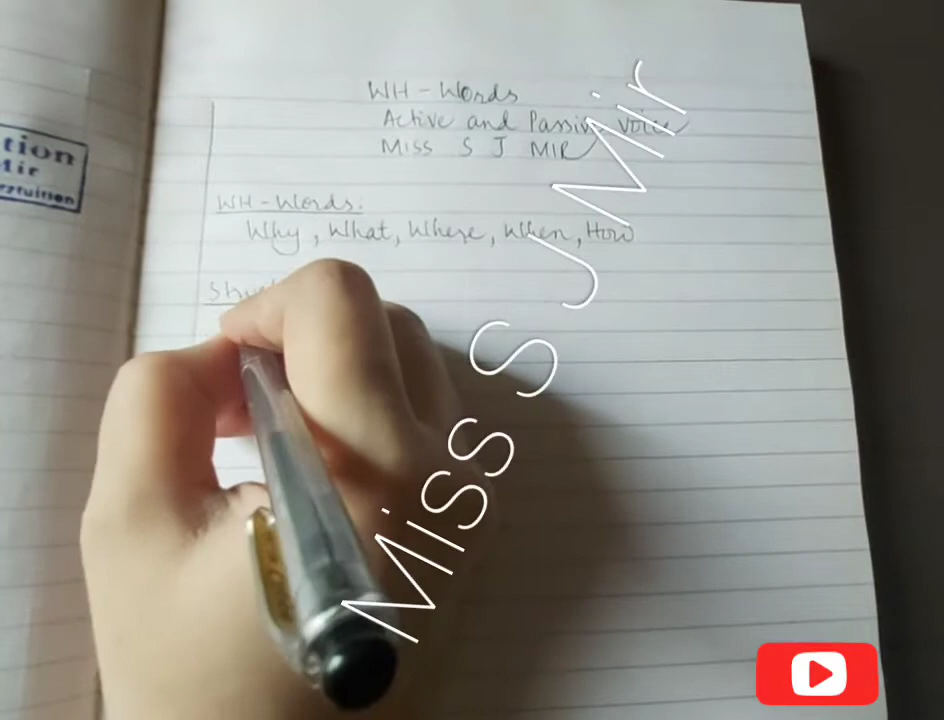 WH-Words
Active and Passive Voice
MISS S J MIR
WH-Words.
Why, What, Where, When, How
Miss S J Mir
tion
Mir